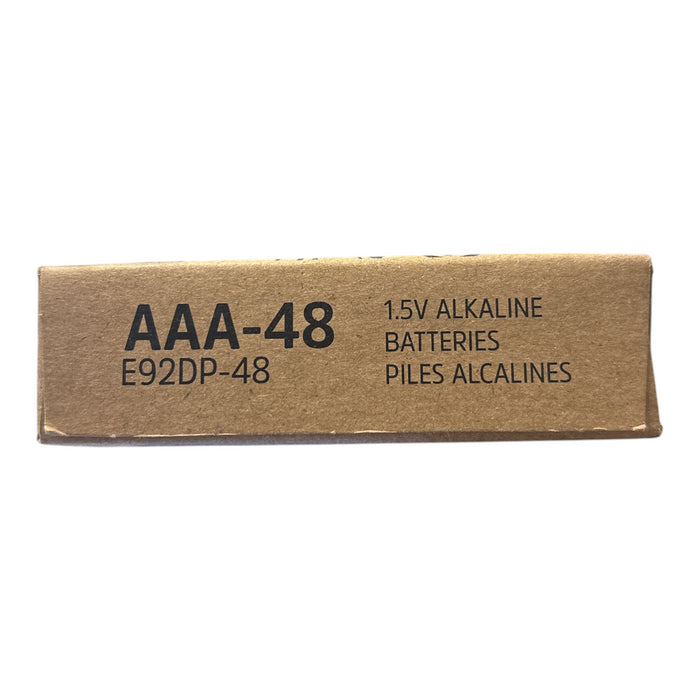 AAA-48
E92DP-48
1.5V ALKALINE
BATTERIES
PILES ALCALINES